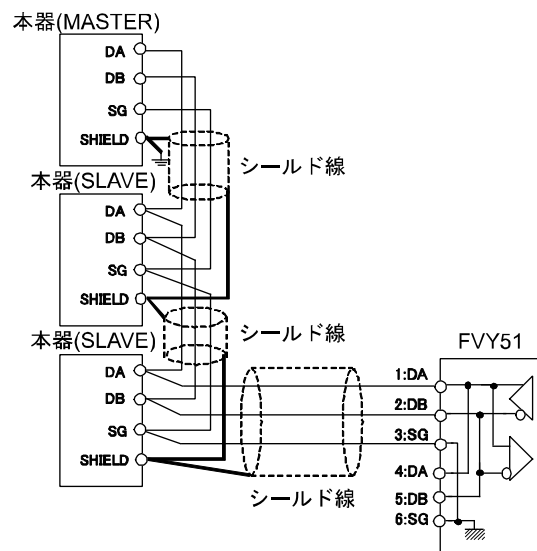 本器(MASTER)
DA
DB
SG
SHIELD
シールド線
本器(SLAVE)
DA
DB
SG
SHIELD
シールド線
本器(SLAVE)
DA
DB
SG
SHIELD
シールド線
FVY51
1:DA
2:DB
3:SG
4:DA
5:DB
6:SG